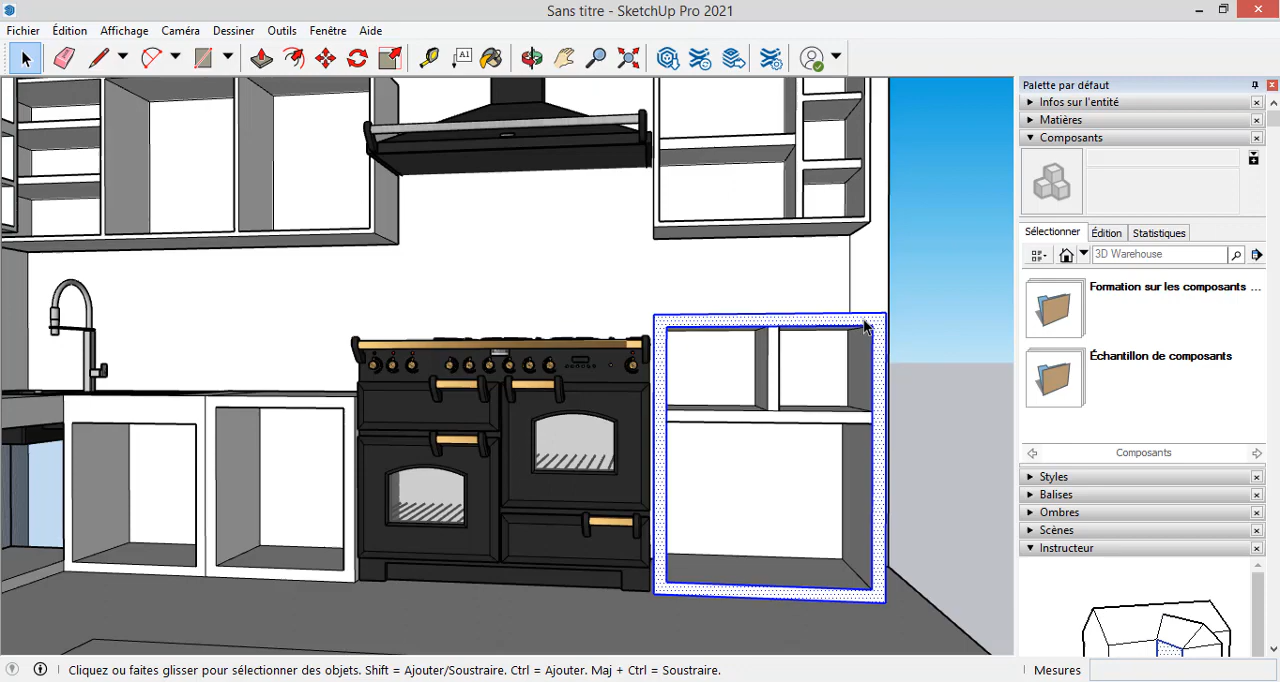 Sans titre - SketchUp Pro 2021
Fichier Édition Affichage Caméra Dessiner Outils Fenêtre Aide
A1
Palette par défaut
Infos sur l'entité
Matières
Composants
Sélectionner Édition Statistiques
3D Warehouse
Formation sur les composants ...
Échantillon de composants
Composants
Styles
Balises
Ombres
Scènes
Instructeur
Cliquez ou faites glisser pour sélectionner des objets. Shift = Ajouter/Soustraire. Ctrl = Ajouter. Maj + Ctrl = Soustraire.
Mesures